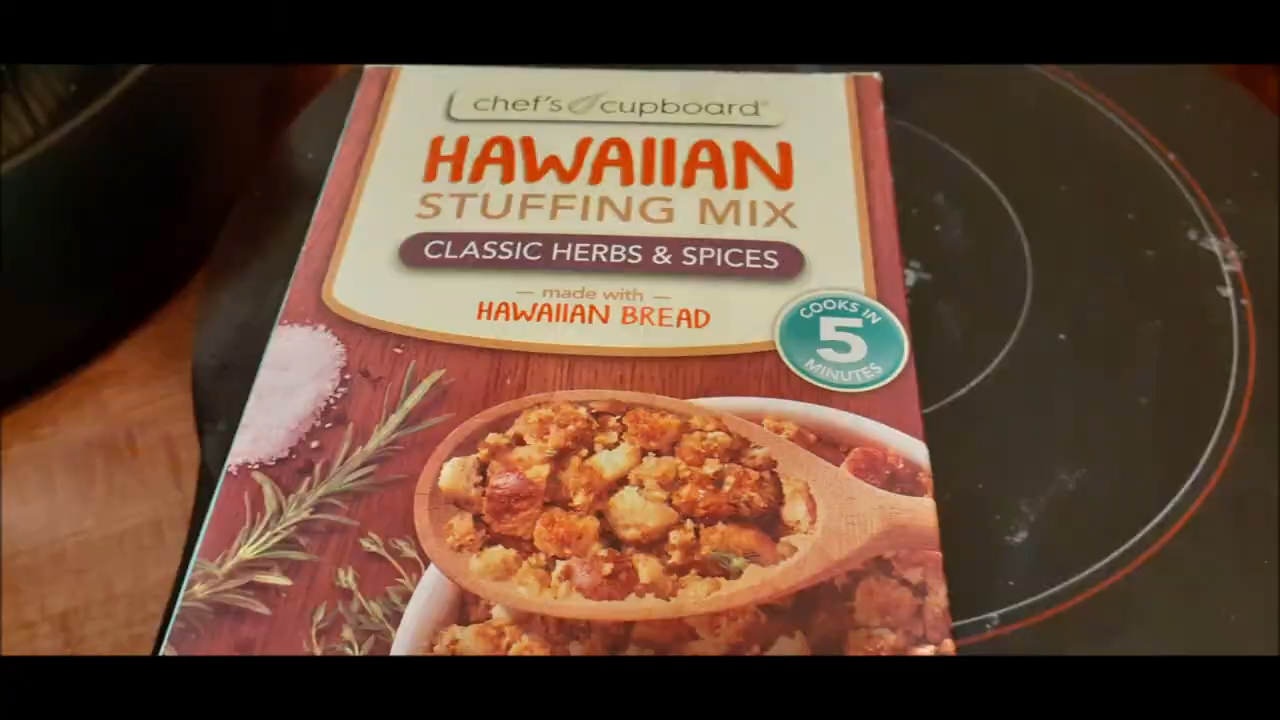 chef's cupboard
HAWAIIAN
STUFFING MIX
CLASSIC HERBS & SPICES
— made with —
HAWAIIAN BREAD
COOKS IN
5
MINUTES